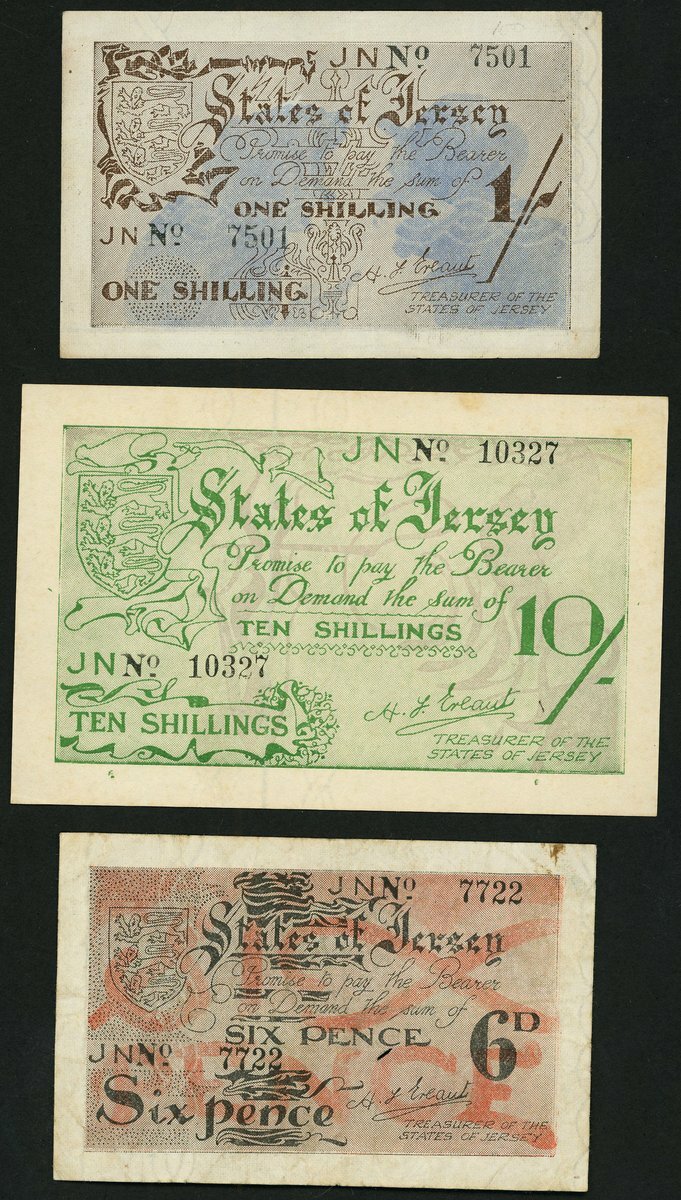 JN Nº 7501
States of Jersey
Promise to pay the Bearer
on Demand the sum of
ONE SHILLING
1/-
JN Nº 7501
ONE SHILLING
H. F. Ereaut
TREASURER OF THE
STATES OF JERSEY
JN Nº 10327
States of Jersey
Promise to pay the Bearer
on Demand the sum of
TEN SHILLINGS
10/-
JN Nº 10327
TEN SHILLINGS
H. F. Ereaut
TREASURER OF THE
STATES OF JERSEY
JN Nº 7722
States of Jersey
Promise to pay the Bearer
on Demand the sum of
SIX PENCE
6D
JN Nº 7722
Six pence
H. F. Ereaut
TREASURER OF THE
STATES OF JERSEY